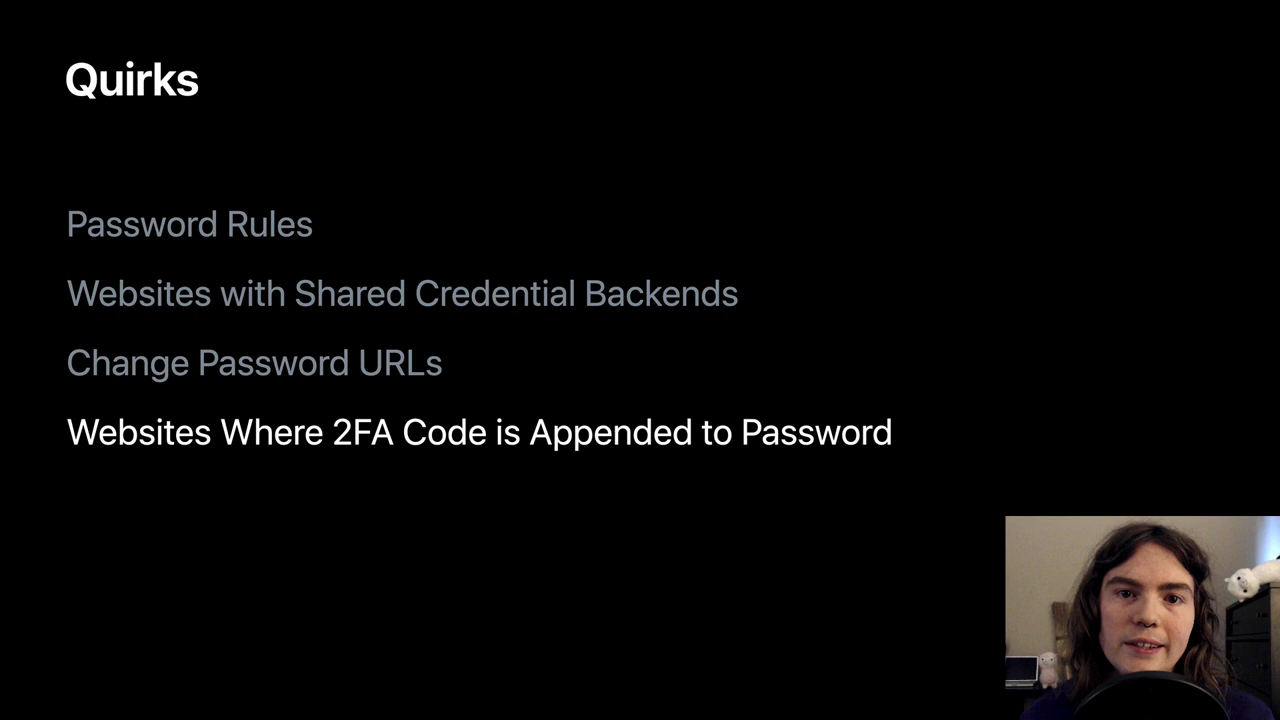 Quirks
Password Rules
Websites with Shared Credential Backends
Change Password URLs
Websites Where 2FA Code is Appended to Password